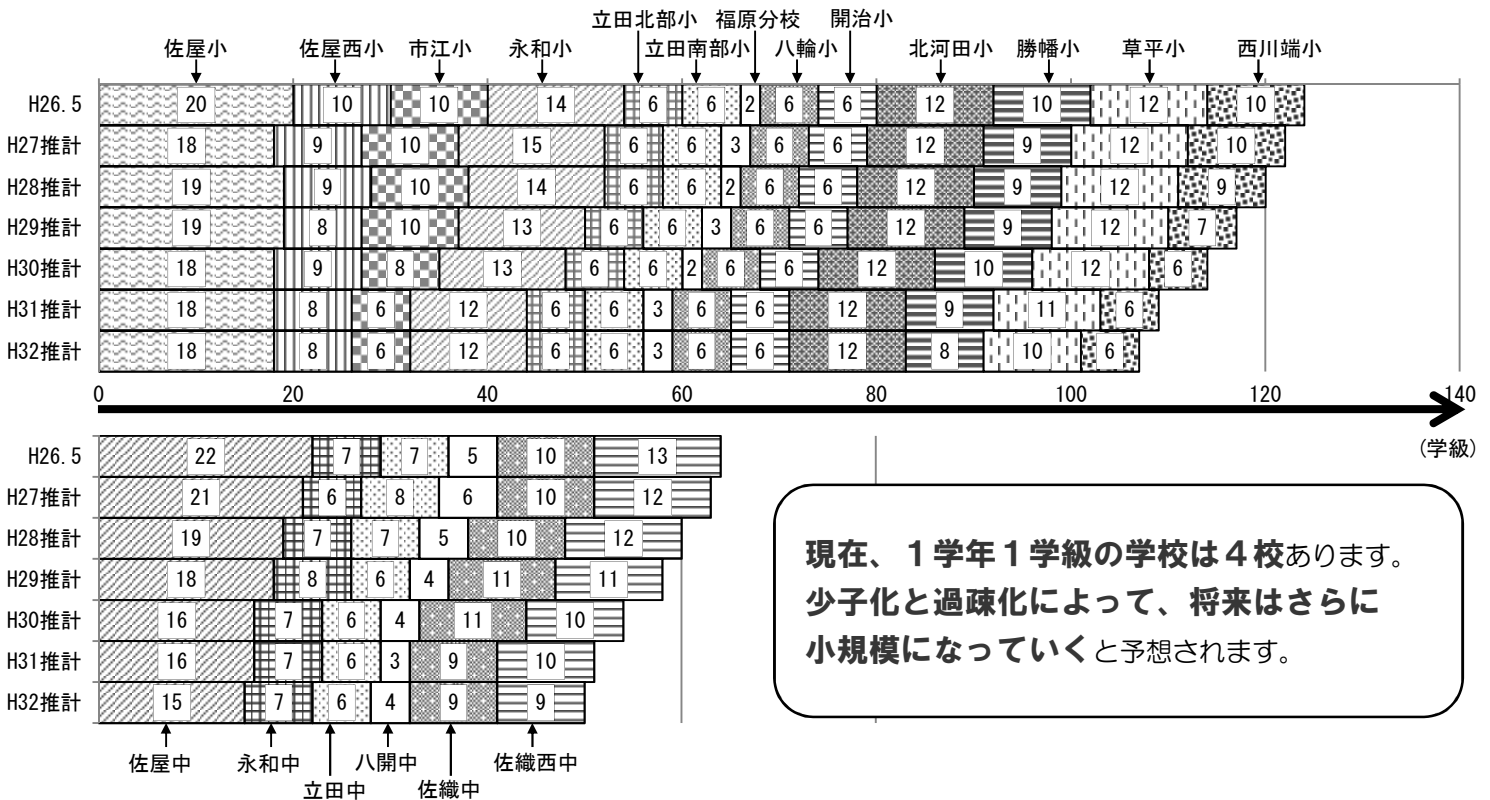 立田北部小 福原分校 開治小
佐屋小 佐屋西小 市江小 永和小 立田南部小 八輪小 北河田小 勝幡小 草平小 西川端小
H26.5 20 10 10 14 6 6 2 6 6 12 10 12 10
H27推計 18 9 10 15 6 6 3 6 6 12 9 12 10
H28推計 19 9 10 14 6 6 2 6 6 12 9 12 9
H29推計 19 8 10 13 6 6 3 6 6 12 9 12 7
H30推計 18 9 8 13 6 6 2 6 6 12 10 12 6
H31推計 18 8 6 12 6 6 3 6 6 12 9 11 6
H32推計 18 8 6 12 6 6 3 6 6 12 8 10 6
0 20 40 60 80 100 120 140
(学級)
H26.5 22 7 7 5 10 13
H27推計 21 6 8 6 10 12
H28推計 19 7 7 5 10 12
H29推計 18 8 6 4 11 11
H30推計 16 7 6 4 11 10
H31推計 16 7 6 3 9 10
H32推計 15 7 6 4 9 9
佐屋中 永和中 八開中 佐織西中
立田中 佐織中
現在、1学年1学級の学校は4校あります。
少子化と過疎化によって、将来はさらに
小規模になっていくと予想されます。